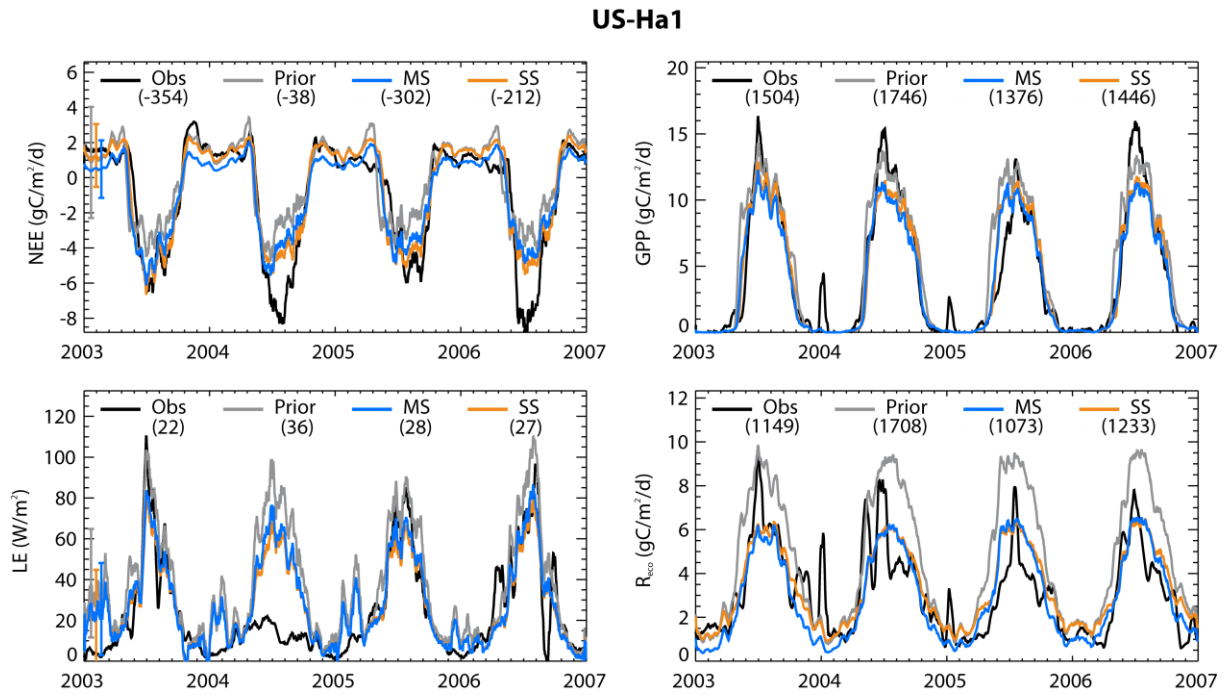 US-Ha1
Obs Prior MS SS
(-354) (-38) (-302) (-212)
NEE (gC/m²/d)
6
4
2
0
-2
-4
-6
-8
2003 2004 2005 2006 2007
Obs Prior MS SS
(1504) (1746) (1376) (1446)
GPP (gC/m²/d)
20
15
10
5
0
2003 2004 2005 2006 2007
Obs Prior MS SS
(22) (36) (28) (27)
LE (W/m²)
120
100
80
60
40
20
0
2003 2004 2005 2006 2007
Obs Prior MS SS
(1149) (1708) (1073) (1233)
Reco (gC/m²/d)
12
10
8
6
4
2
0
2003 2004 2005 2006 2007